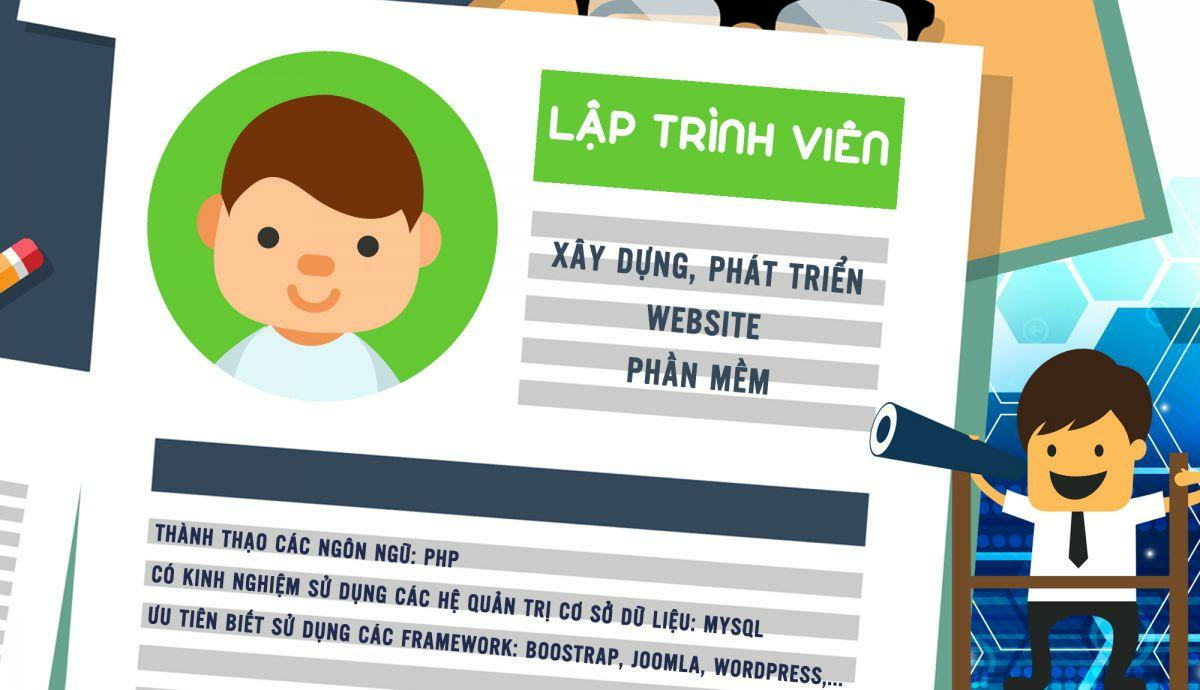 LẬP TRÌNH VIÊN
XÂY DỰNG, PHÁT TRIỂN
WEBSITE
PHẦN MỀM
THÀNH THẠO CÁC NGÔN NGỮ: PHP
CÓ KINH NGHIỆM SỬ DỤNG CÁC HỆ QUẢN TRỊ CƠ SỞ DỮ LIỆU: MYSQL
ƯU TIÊN BIẾT SỬ DỤNG CÁC FRAMEWORK: BOOSTRAP, JOOMLA, WORDPRESS,...